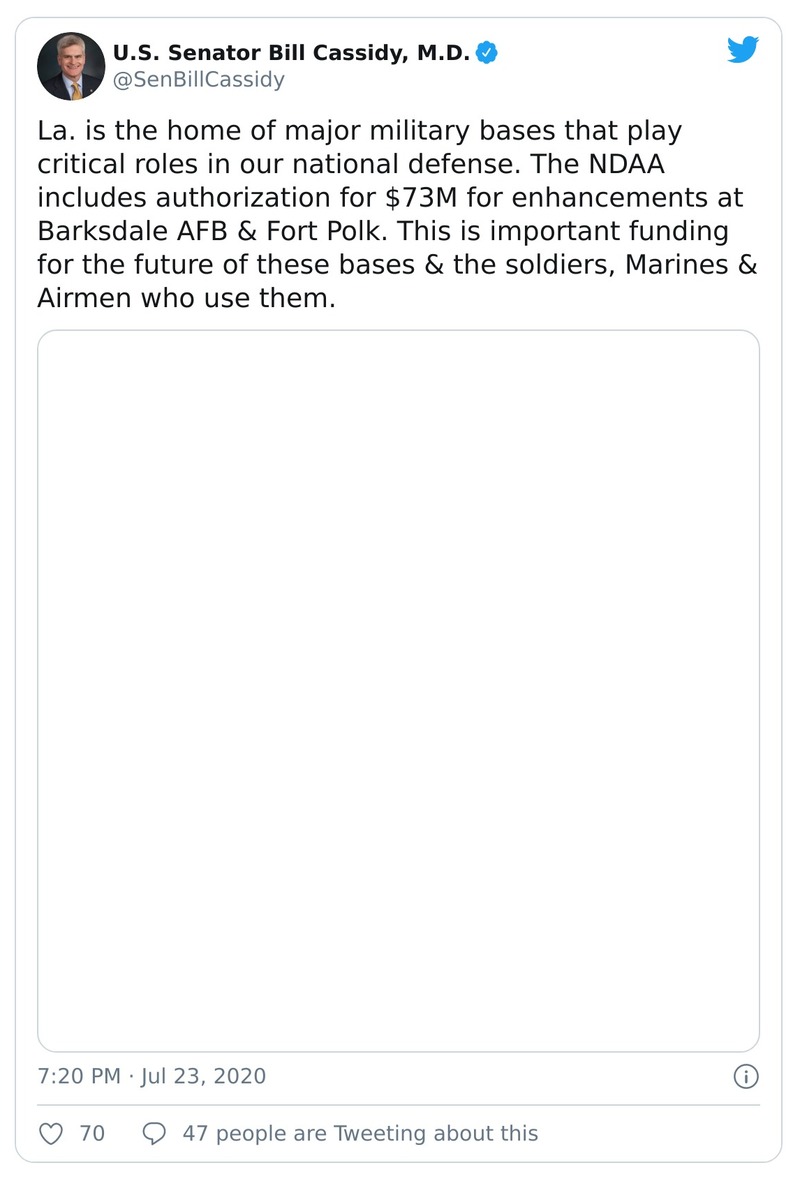 U.S. Senator Bill Cassidy, M.D.
@SenBillCassidy
La. is the home of major military bases that play
critical roles in our national defense. The NDAA
includes authorization for $73M for enhancements at
Barksdale AFB & Fort Polk. This is important funding
for the future of these bases & the soldiers, Marines &
Airmen who use them.
7:20 PM · Jul 23, 2020
70 47 people are Tweeting about this